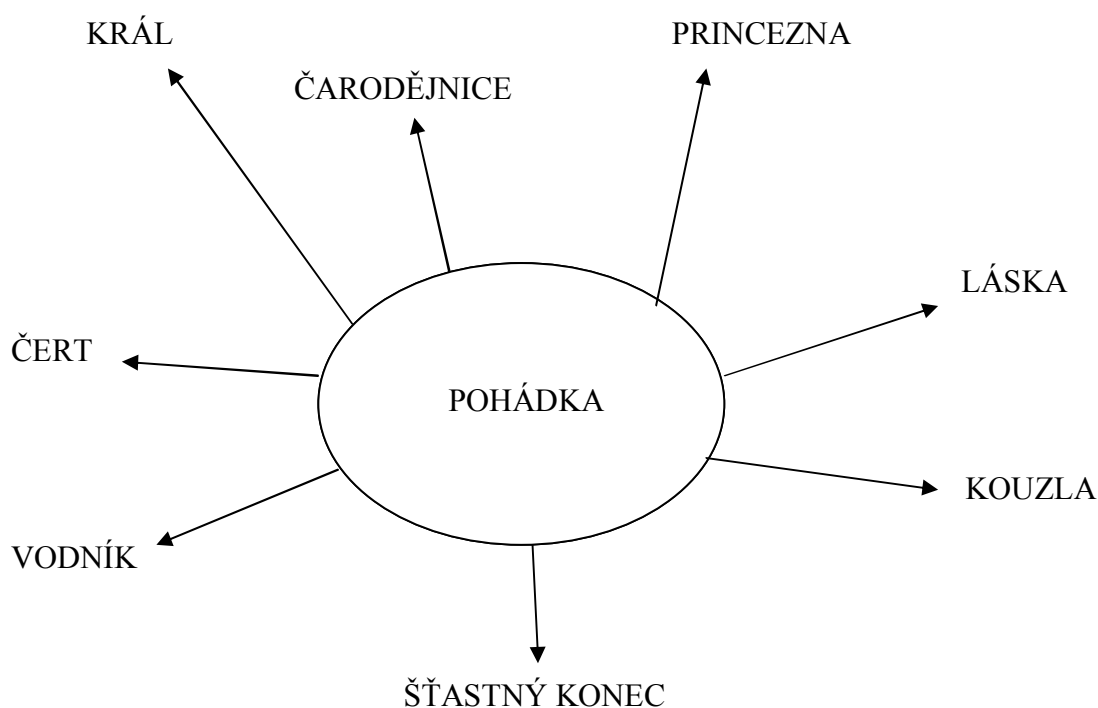 KRÁL
PRINCEZNA
ČARODĚJNICE
LÁSKA
ČERT
POHÁDKA
KOUZLA
VODNÍK
ŠŤASTNÝ KONEC